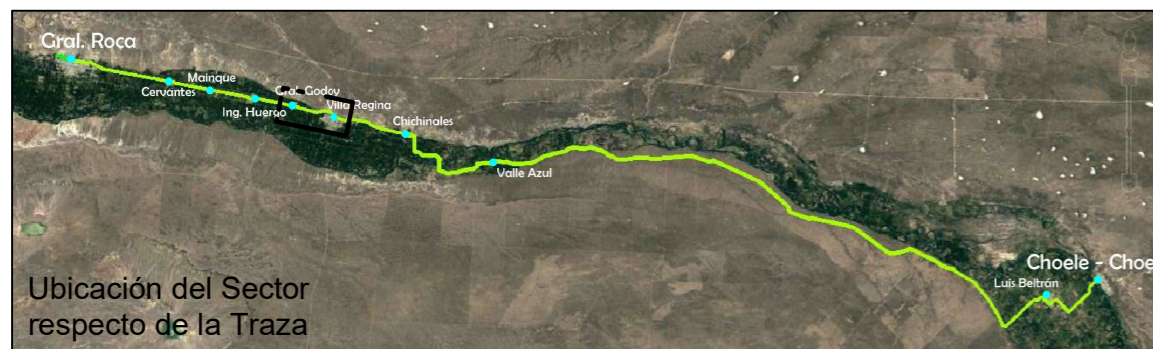 Gral. Roca
Mainque
Cervantes
Gral. Godoy
Ing. Huergo
Villa Regina
Chichinales
Valle Azul
Choele - Choel
Luis Beltrán
Ubicación del Sector
respecto de la Traza